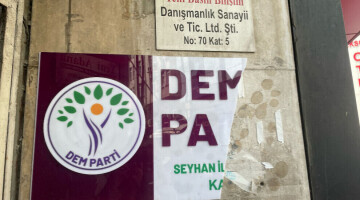 Danışmanlık Sanayii
ve Tic. Ltd. Şti.
No: 70 Kat: 5
DEM
PA
DEM PARTİ
SEYHAN İL
KA